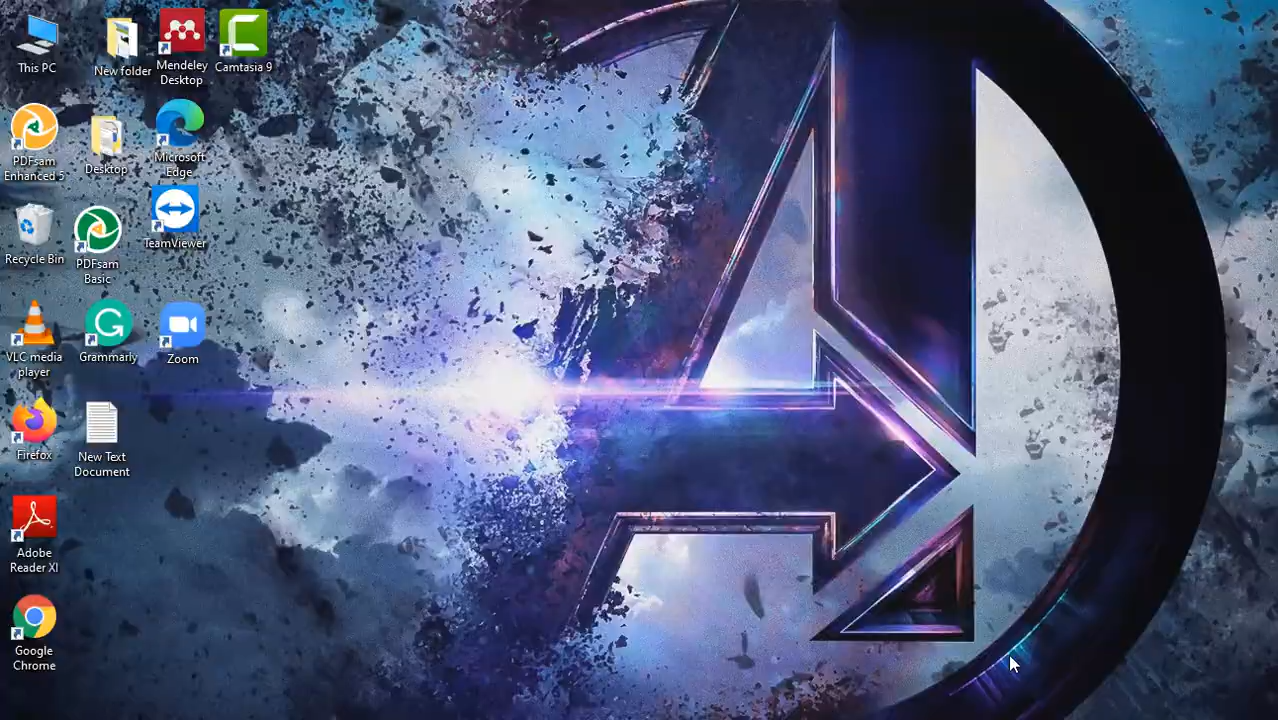 This PC
New folder
Mendeley
Desktop
Camtasia 9
PDFsam
Enhanced 5
Desktop
Microsoft
Edge
Recycle Bin
PDFsam
Basic
TeamViewer
VLC media
player
Grammarly
Zoom
Firefox
New Text
Document
Adobe
Reader XI
Google
Chrome